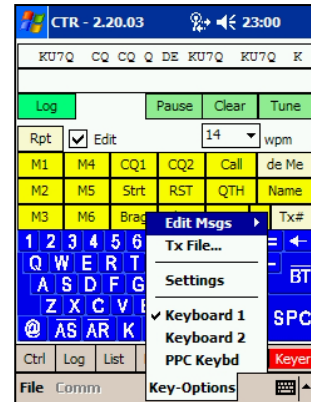 CTR - 2.20.03 23:00
KU7Q CQ CQ Q DE KU7Q KU7Q K
Log Pause Clear Tune
Rpt Edit 14 wpm
M1 M4 CQ1 CQ2 Call de Me
M2 M5 Strt RST QTH Name
M3 M6 Brag Tx#
Edit Msgs
Tx File...
Settings
Keyboard 1
Keyboard 2
PPC Keybd
1 2 3 4 5 6 =
Q W E R T -
A S D F G BT
Z X C V SPC
@ AS AR K
Ctrl Log List Keyer
File Comm Key-Options